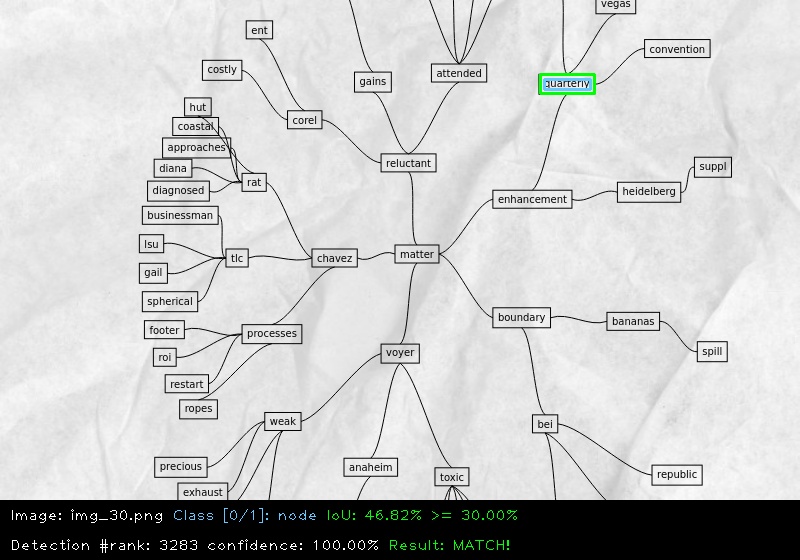 vegas
ent
convention
costly
attended
gains
quarterly
hut
corel
coastal
approaches
reluctant
diana
suppl
rat
diagnosed
heidelberg
enhancement
businessman
lsu
matter
tlc
chavez
gail
spherical
boundary
bananas
footer
processes
voyer
spill
roi
restart
ropes
weak
bei
precious
anaheim
republic
toxic
exhaust
Image: img_30.png Class [0/1]: node IoU: 46.82% >= 30.00%
Detection #rank: 3283 confidence: 100.00% Result: MATCH!